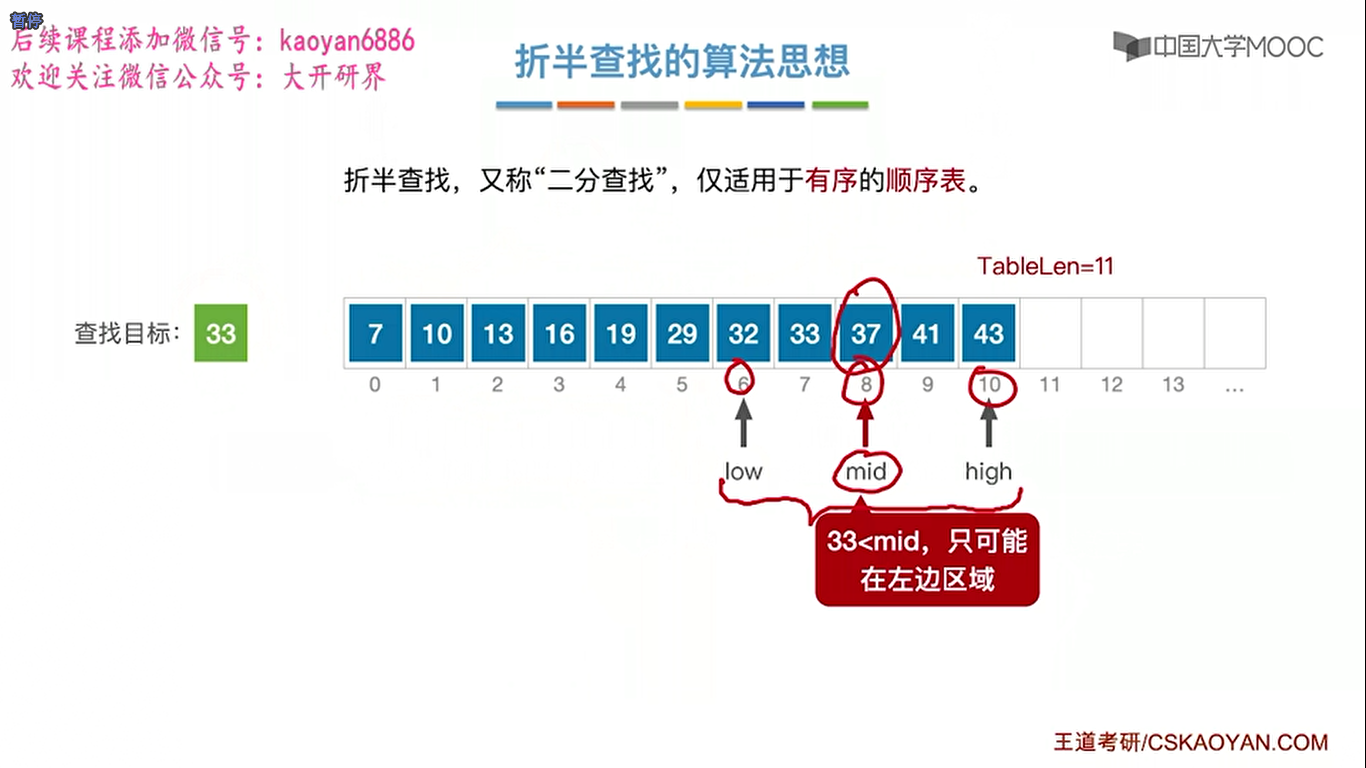 暂停
后续课程添加微信号：kaoyan6886
欢迎关注微信公众号：大开研界
折半查找的算法思想
中国大学MOOC
折半查找，又称“二分查找”，仅适用于有序的顺序表。
TableLen=11
查找目标： 33 7 10 13 16 19 29 32 33 37 41 43
0 1 2 3 4 5 6 7 8 9 10 11 12 13 ...
low mid high
33<mid，只可能
在左边区域
王道考研/CSKAOYAN.COM